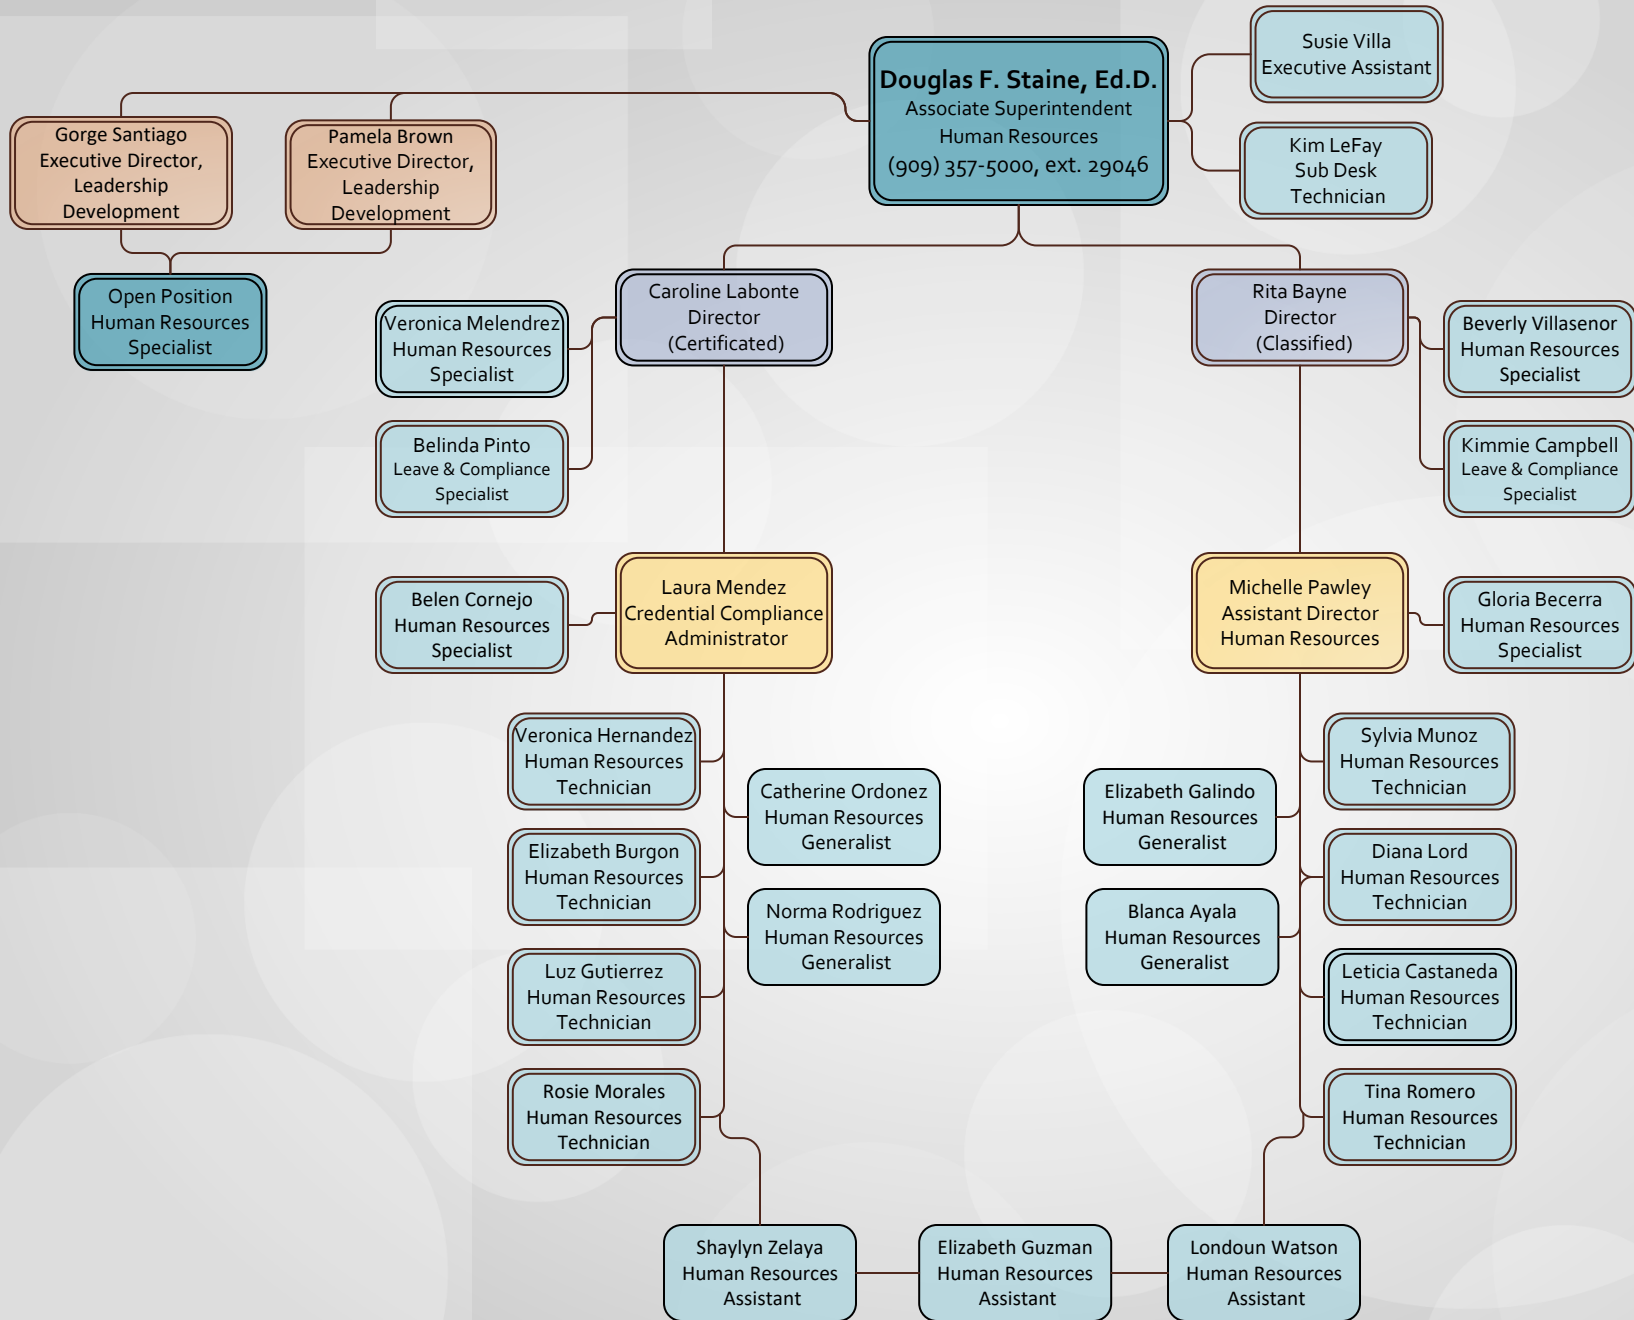 Douglas F. Staine, Ed.D.
Associate Superintendent
Human Resources
(909) 357-5000, ext. 29046
Susie Villa
Executive Assistant
Kim LeFay
Sub Desk
Technician
Gorge Santiago
Executive Director,
Leadership
Development
Pamela Brown
Executive Director,
Leadership
Development
Open Position
Human Resources
Specialist
Caroline Labonte
Director
(Certificated)
Veronica Melendrez
Human Resources
Specialist
Belinda Pinto
Leave & Compliance
Specialist
Rita Bayne
Director
(Classified)
Beverly Villasenor
Human Resources
Specialist
Kimmie Campbell
Leave & Compliance
Specialist
Belen Cornejo
Human Resources
Specialist
Laura Mendez
Credential Compliance
Administrator
Michelle Pawley
Assistant Director
Human Resources
Gloria Becerra
Human Resources
Specialist
Veronica Hernandez
Human Resources
Technician
Catherine Ordonez
Human Resources
Generalist
Elizabeth Burgon
Human Resources
Technician
Norma Rodriguez
Human Resources
Generalist
Luz Gutierrez
Human Resources
Technician
Rosie Morales
Human Resources
Technician
Elizabeth Galindo
Human Resources
Generalist
Sylvia Munoz
Human Resources
Technician
Blanca Ayala
Human Resources
Generalist
Diana Lord
Human Resources
Technician
Leticia Castaneda
Human Resources
Technician
Tina Romero
Human Resources
Technician
Shaylyn Zelaya
Human Resources
Assistant
Elizabeth Guzman
Human Resources
Assistant
Londoun Watson
Human Resources
Assistant